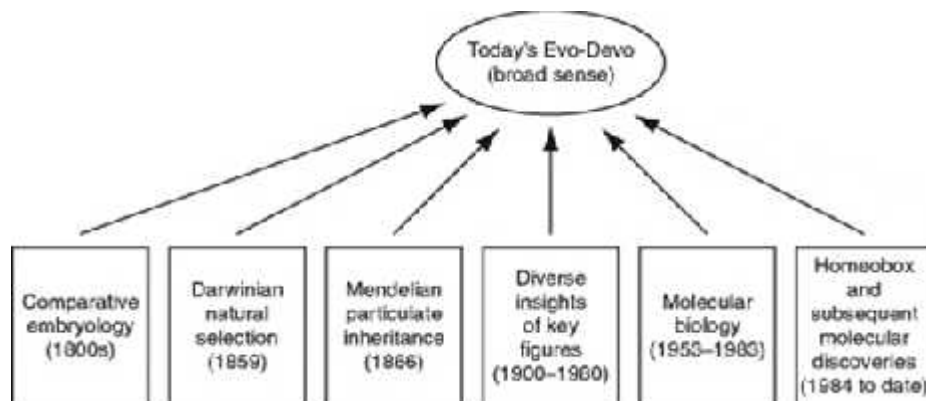 Today's Evo-Devo
(broad sense)
Comparative
embryology
(1800s)
Darwinian
natural
selection
(1859)
Mendelian
particulate
inheritance
(1866)
Diverse
insights
of key
figures
(1900–1980)
Molecular
biology
(1953–1983)
Homeobox
and
subsequent
molecular
discoveries
(1984 to date)